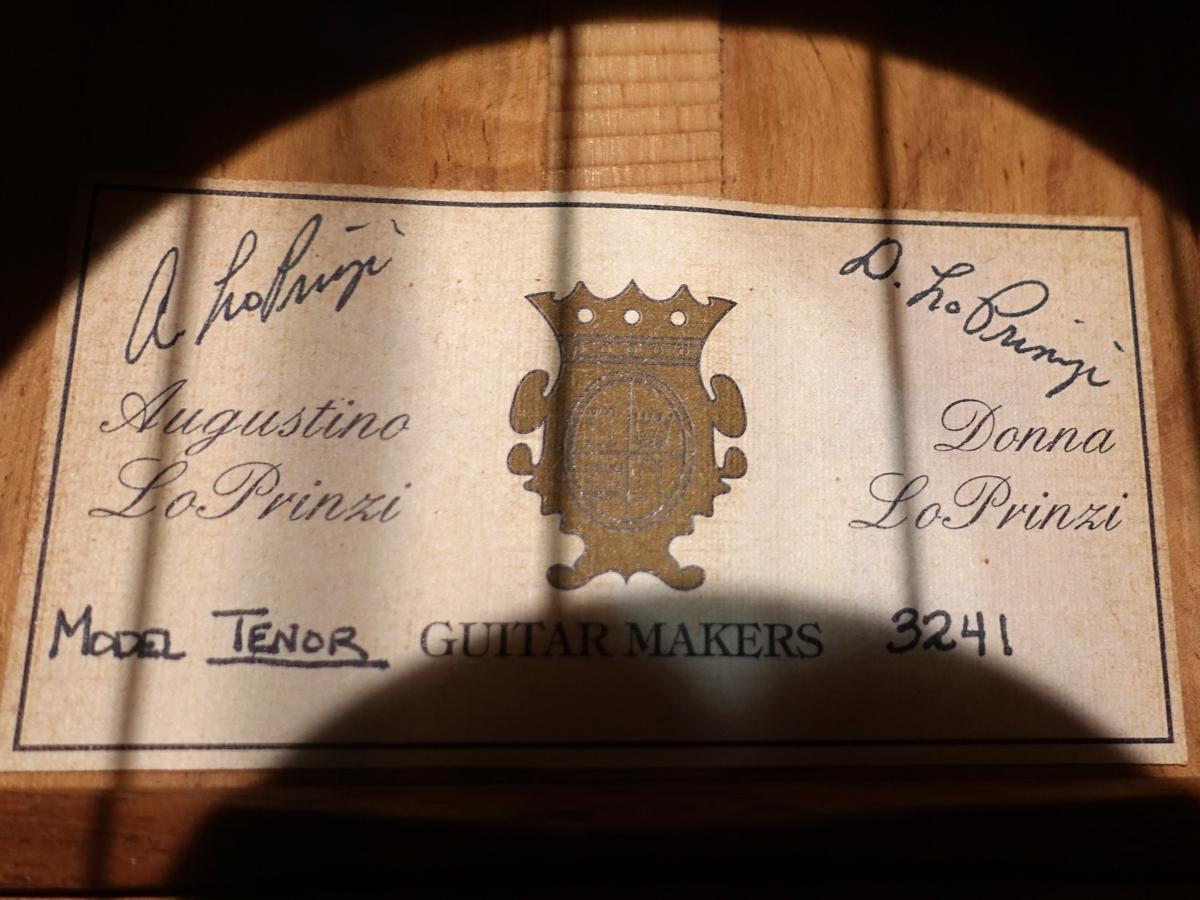 A. LoPrinzi
D. LoPrinzi
Augustino
LoPrinzi
Donna
LoPrinzi
MODEL TENOR GUITAR MAKERS 3241